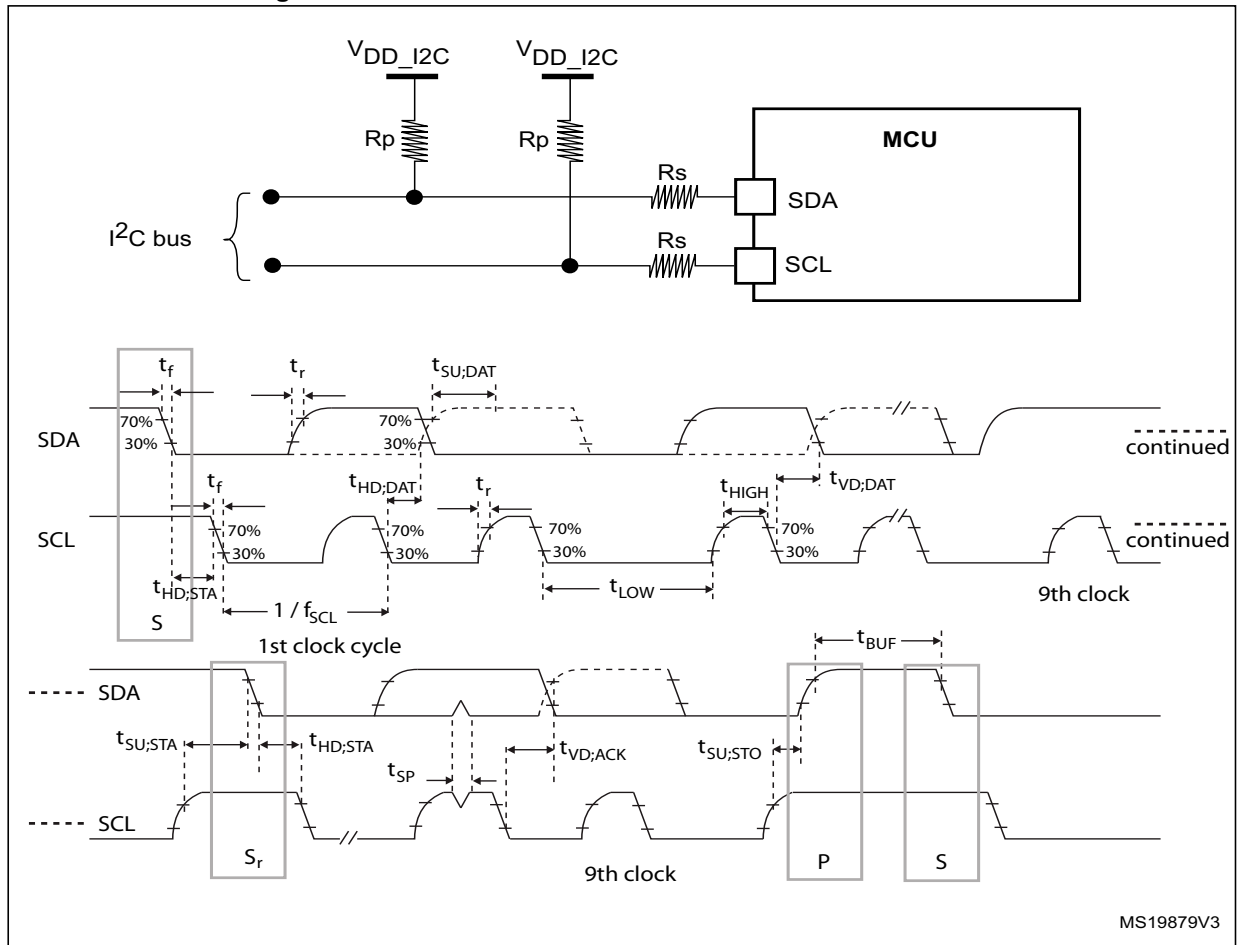 V DD_I2C V DD_I2C
Rp Rp MCU
Rs SDA
I2C bus
Rs SCL
tf tr tSU;DAT
SDA 70% 30% 70% 30% continued
tf tHD;DAT tr tHIGH tVD;DAT
SCL 70% 30% 70% 30% 70% 30% 70% 30% continued
tHD;STA 1 / fSCL tLOW 9th clock
S 1st clock cycle
tBUF
SDA
tSU;STA tHD;STA tSP tVD;ACK tSU;STO
SCL
Sr 9th clock P S
MS19879V3